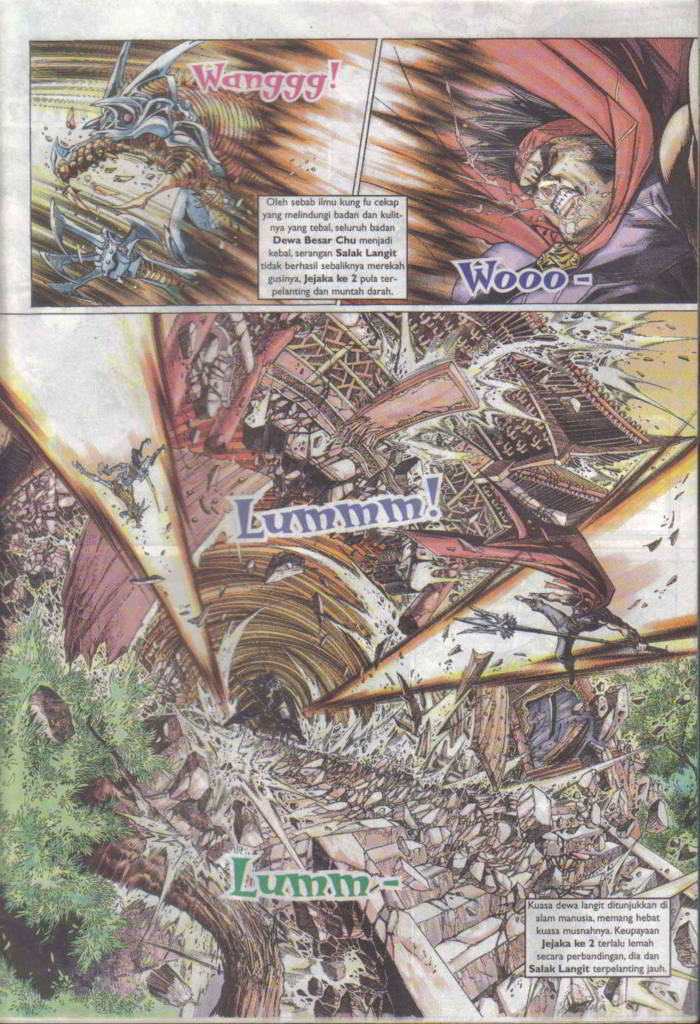 Wanggg!
Oleh sebab ilmu kung fu cekap
yang melindungi badan dan kulit-
nya yang tebal, seluruh badan
Dewa Besar Chu menjadi
kebal, serangan Salak Langit
tidak berhasil sebaliknya merekah
gusinya, Jejaka ke 2 pula ter-
pelanting dan muntah darah.
Wooo-
Lummm!
Lumm-
Kuasa dewa langit ditunjukkan di
alam manusia, memang hebat
kuasa musnahnya. Keupayaan
Jejaka ke 2 terlalu lemah
secara perbandingan, dia dan
Salak Langit terpelanting jauh.